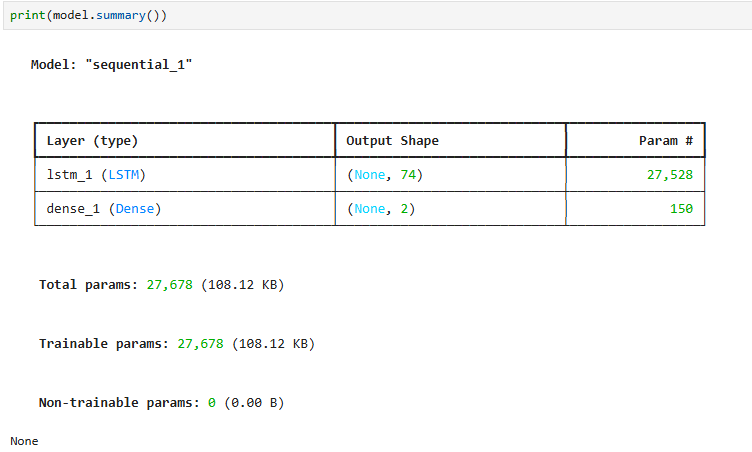 print(model.summary())
Model: "sequential_1"
Layer (type) Output Shape Param #
lstm_1 (LSTM) (None, 74) 27,528
dense_1 (Dense) (None, 2) 150
Total params: 27,678 (108.12 KB)
Trainable params: 27,678 (108.12 KB)
Non-trainable params: 0 (0.00 B)
None